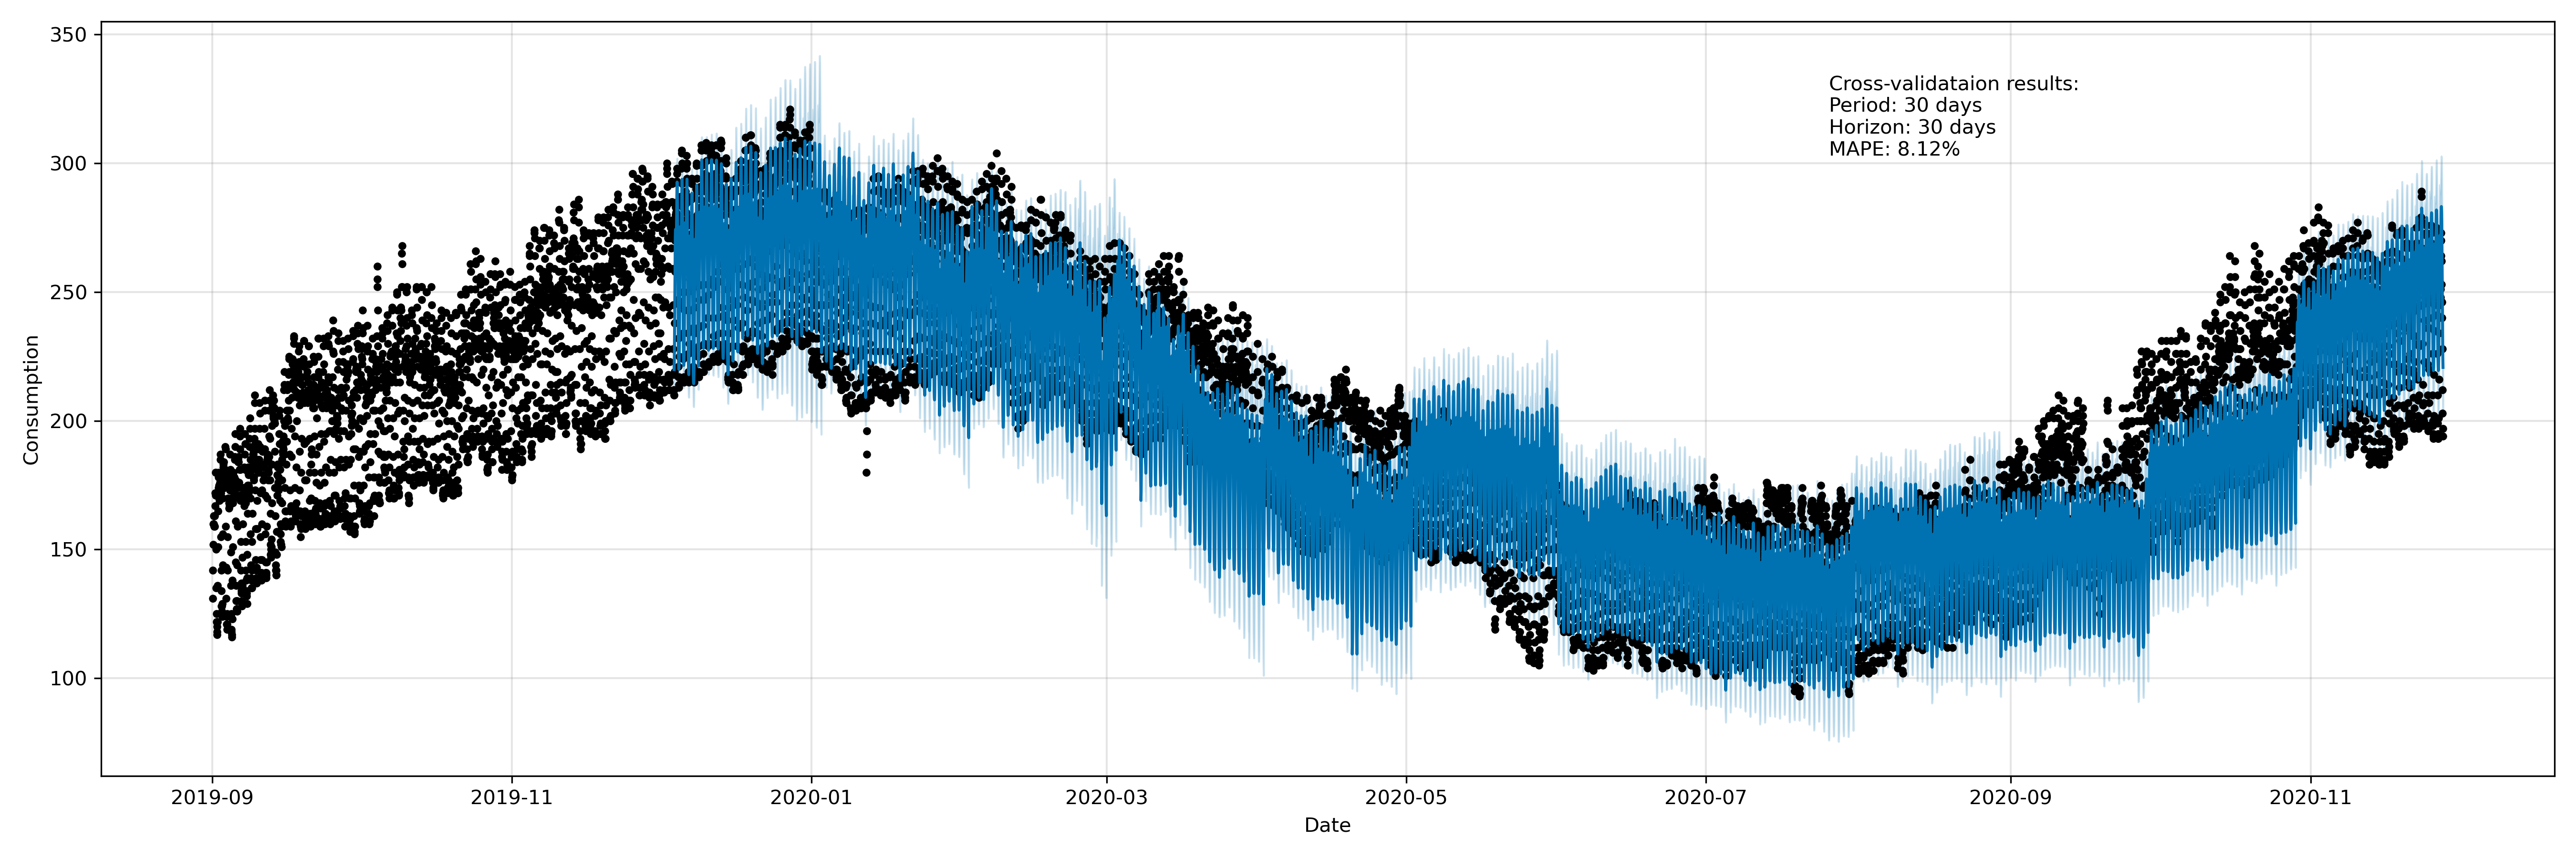 350
300
250
200
150
100
Consumption
Cross-validataion results:
Period: 30 days
Horizon: 30 days
MAPE: 8.12%
2019-09
2019-11
2020-01
2020-03
2020-05
2020-07
2020-09
2020-11
Date